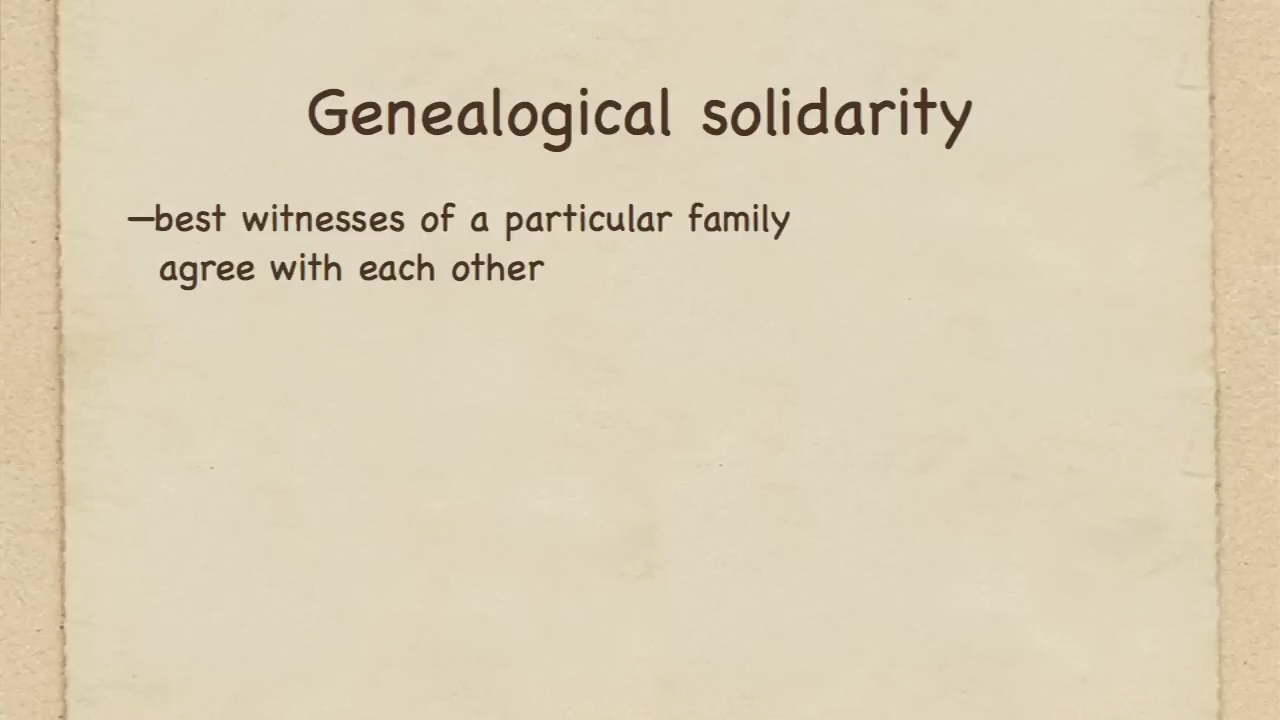 Genealogical solidarity
—best witnesses of a particular family
agree with each other